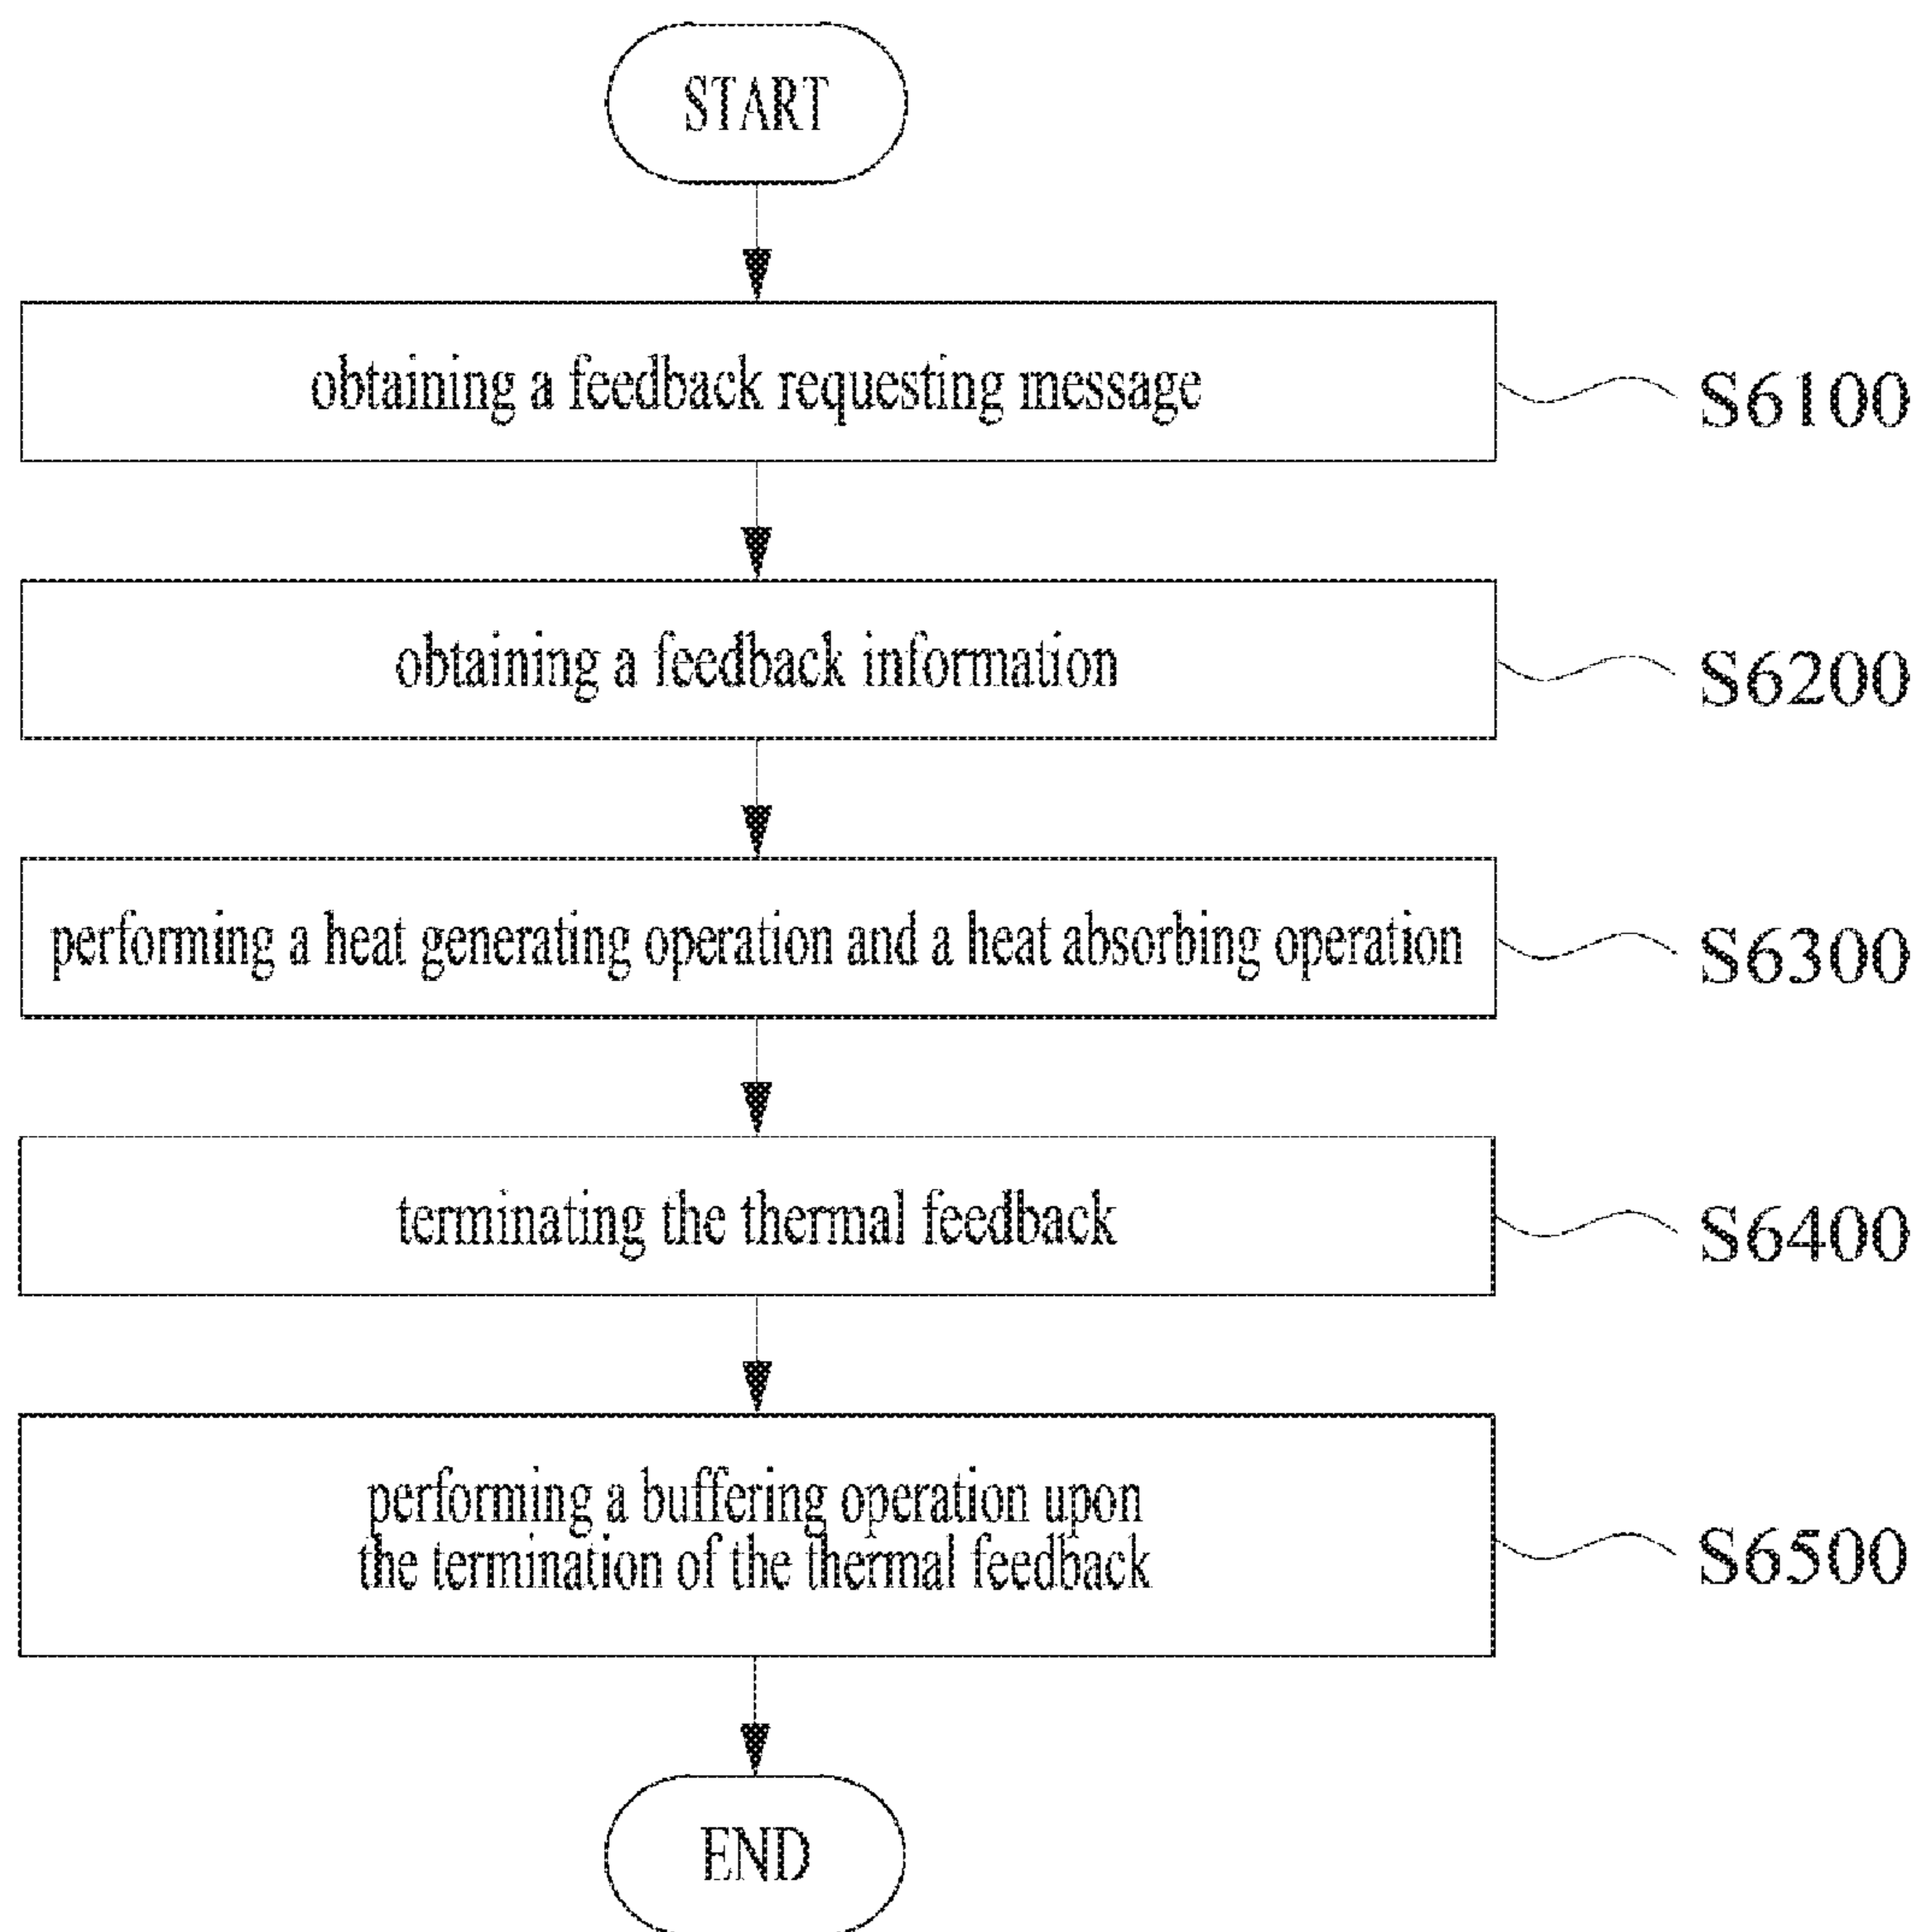 START
obtaining a feedback requesting message
S6100
obtaining a feedback information
S6200
performing a heat generating operation and a heat absorbing operation
S6300
terminating the thermal feedback
S6400
performing a buffering operation upon
the termination of the thermal feedback
S6500
END